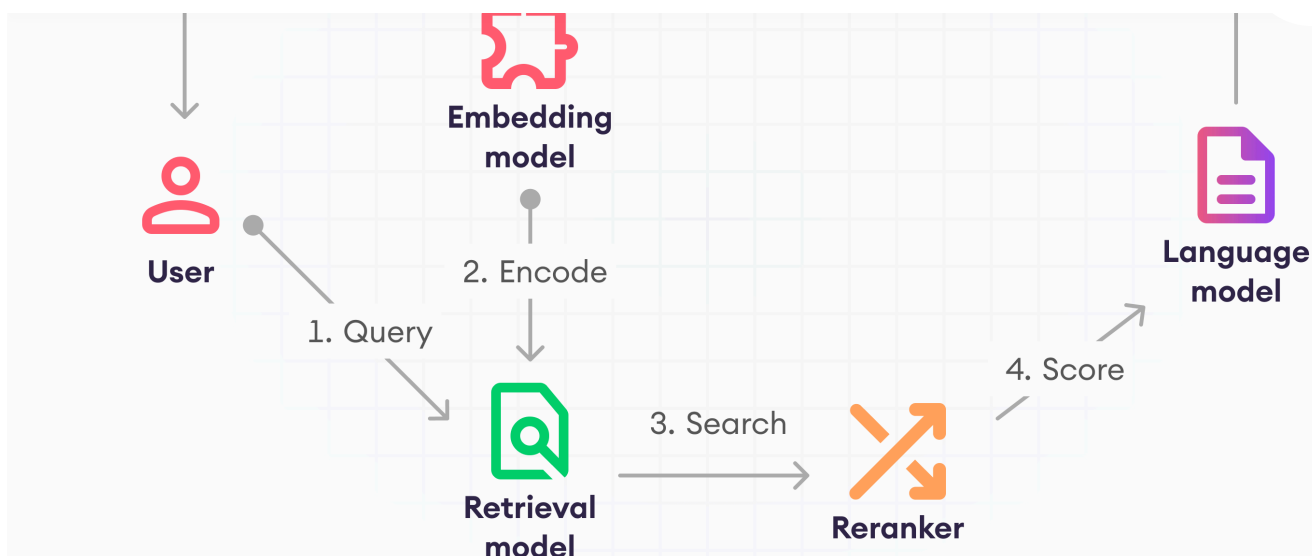 Embedding
model
User
2. Encode
1. Query
Language
model
4. Score
3. Search
Retrieval
model
Reranker